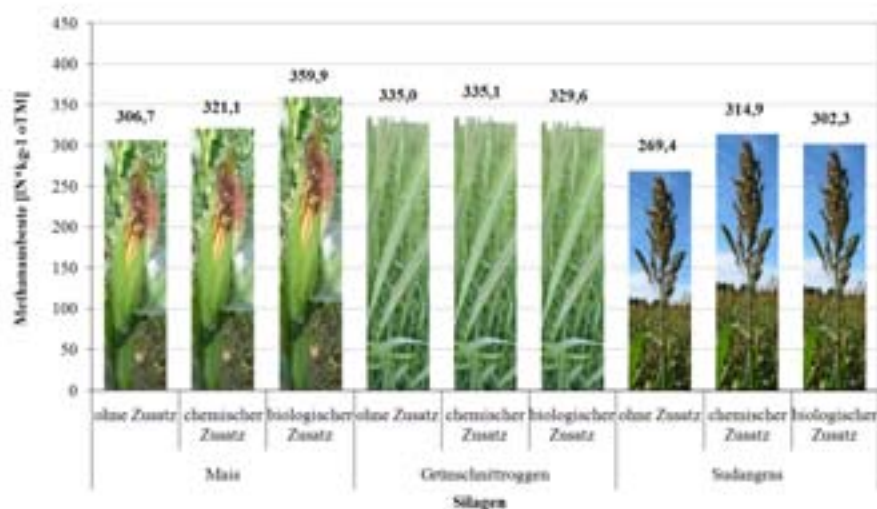 450
400
350
300
250
200
150
100
50
0
Methanausbeute [lN*kg-1 oTM]
306,7
321,1
359,9
335,0
335,1
329,6
269,4
314,9
302,3
ohne Zusatz
chemischer
Zusatz
biologischer
Zusatz
ohne Zusatz
chemischer
Zusatz
biologischer
Zusatz
ohne Zusatz
chemischer
Zusatz
biologischer
Zusatz
Mais
Grünschnittroggen
Sudangras
Silagen